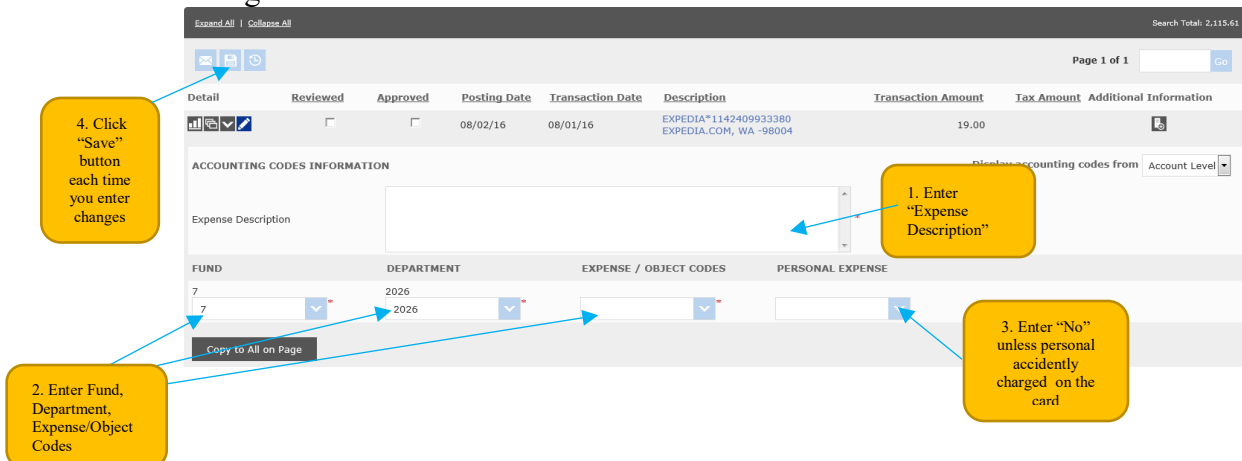 Expand All | Collapse All
Search Total: 2,115.61
Page 1 of 1
Go
Detail Reviewed Approved Posting Date Transaction Date Description Transaction Amount Tax Amount Additional Information
08/02/16 08/01/16 EXPEDIA*1142409933380 19.00
EXPEDIA.COM, WA -98004
ACCOUNTING CODES INFORMATION
accounting codes from Account Level
Expense Description
*
FUND DEPARTMENT EXPENSE / OBJECT CODES PERSONAL EXPENSE
7 2026
7 * 2026 * *
Copy to All on Page
4. Click
“Save”
button
each time
you enter
changes
1. Enter
“Expense
Description”
2. Enter Fund,
Department,
Expense/Object
Codes
3. Enter “No”
unless personal
accidently
charged on the
card